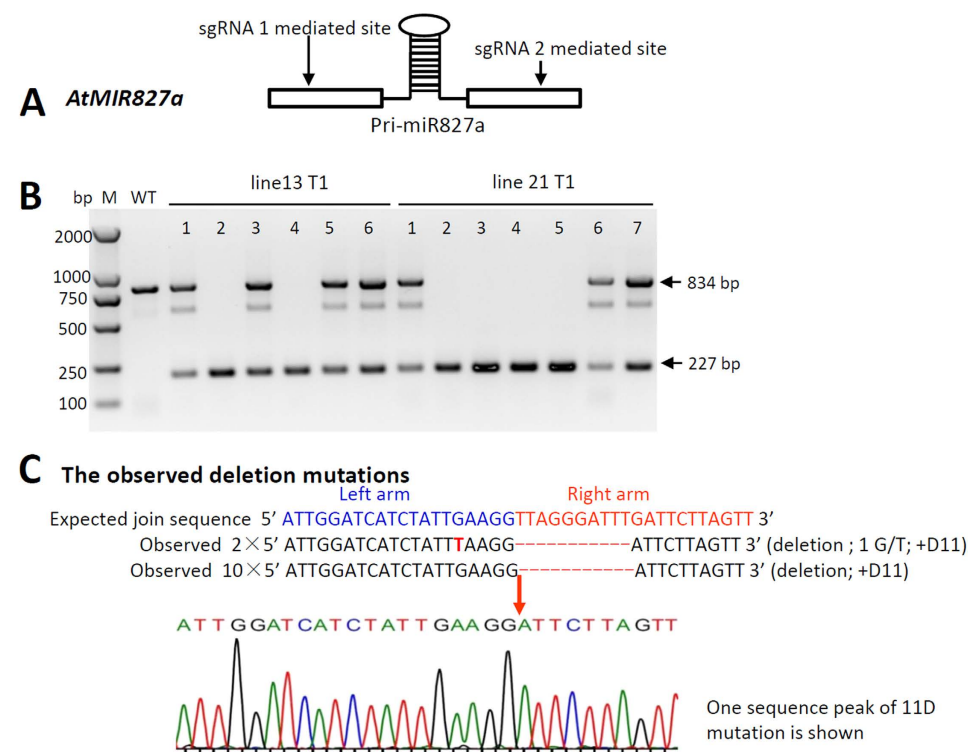 sgRNA 1 mediated site
sgRNA 2 mediated site
A AtMIR827a
Pri-miR827a
B
line13 T1 line 21 T1
bp M WT
1 2 3 4 5 6 1 2 3 4 5 6 7
2000
1000
750
500
250
100
834 bp
227 bp
C The observed deletion mutations
Left arm Right arm
Expected join sequence 5' ATTGGATCATCTATTGAAGGTTAGGGATTTGATTCTTAGTT 3'
Observed 2×5' ATTGGATCATCTATTTAAGG-----------ATTCTTAGTT 3' (deletion ; 1 G/T; +D11)
Observed 10×5' ATTGGATCATCTATTGAAGG-----------ATTCTTAGTT 3' (deletion; +D11)
ATTGGATCATCTATTGAAGGATTCTTAGTT
One sequence peak of 11D
mutation is shown